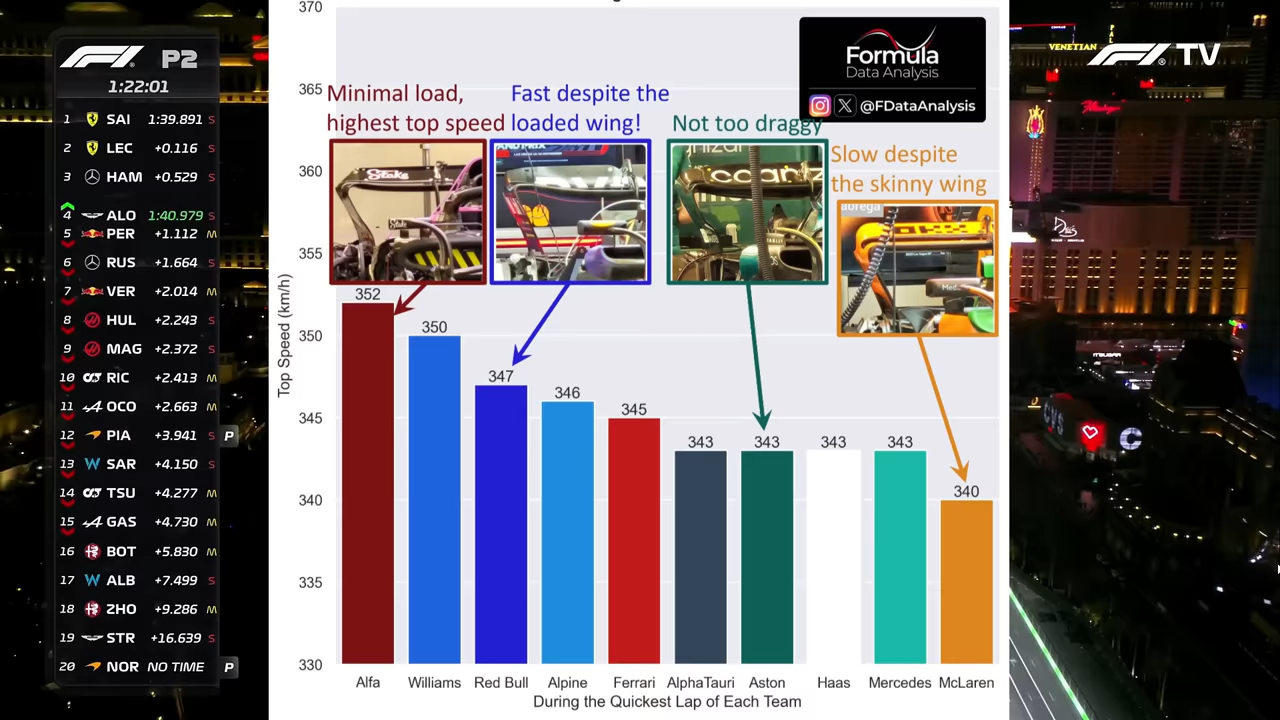 F1 P2
1:22:01
1 SAI 1:39.891 S
2 LEC +0.116 S
3 HAM +0.529 S
4 ALO 1:40.979 S
5 PER +1.112 M
6 RUS +1.664 S
7 VER +2.014 M
8 HUL +2.243 S
9 MAG +2.372 S
10 RIC +2.413 M
11 OCO +2.663 M
12 PIA +3.941 S P
13 SAR +4.150 S
14 TSU +4.277 M
15 GAS +4.730 M
16 BOT +5.830 M
17 ALB +7.499 S
18 ZHO +9.286 M
19 STR +16.639 S
20 NOR NO TIME P
Formula
Data Analysis
@FDataAnalysis
Minimal load,
highest top speed
Fast despite the
loaded wing!
Not too draggy
Slow despite
the skinny wing
Stake
Stake
Top Speed (km/h)
370
365
360
355
350
345
340
335
330
352
350
347
346
345
343
343
343
343
340
Alfa
Williams
Red Bull
Alpine
Ferrari
AlphaTauri
Aston
Haas
Mercedes
McLaren
During the Quickest Lap of Each Team
F1 TV
VENETIAN
Flamingo